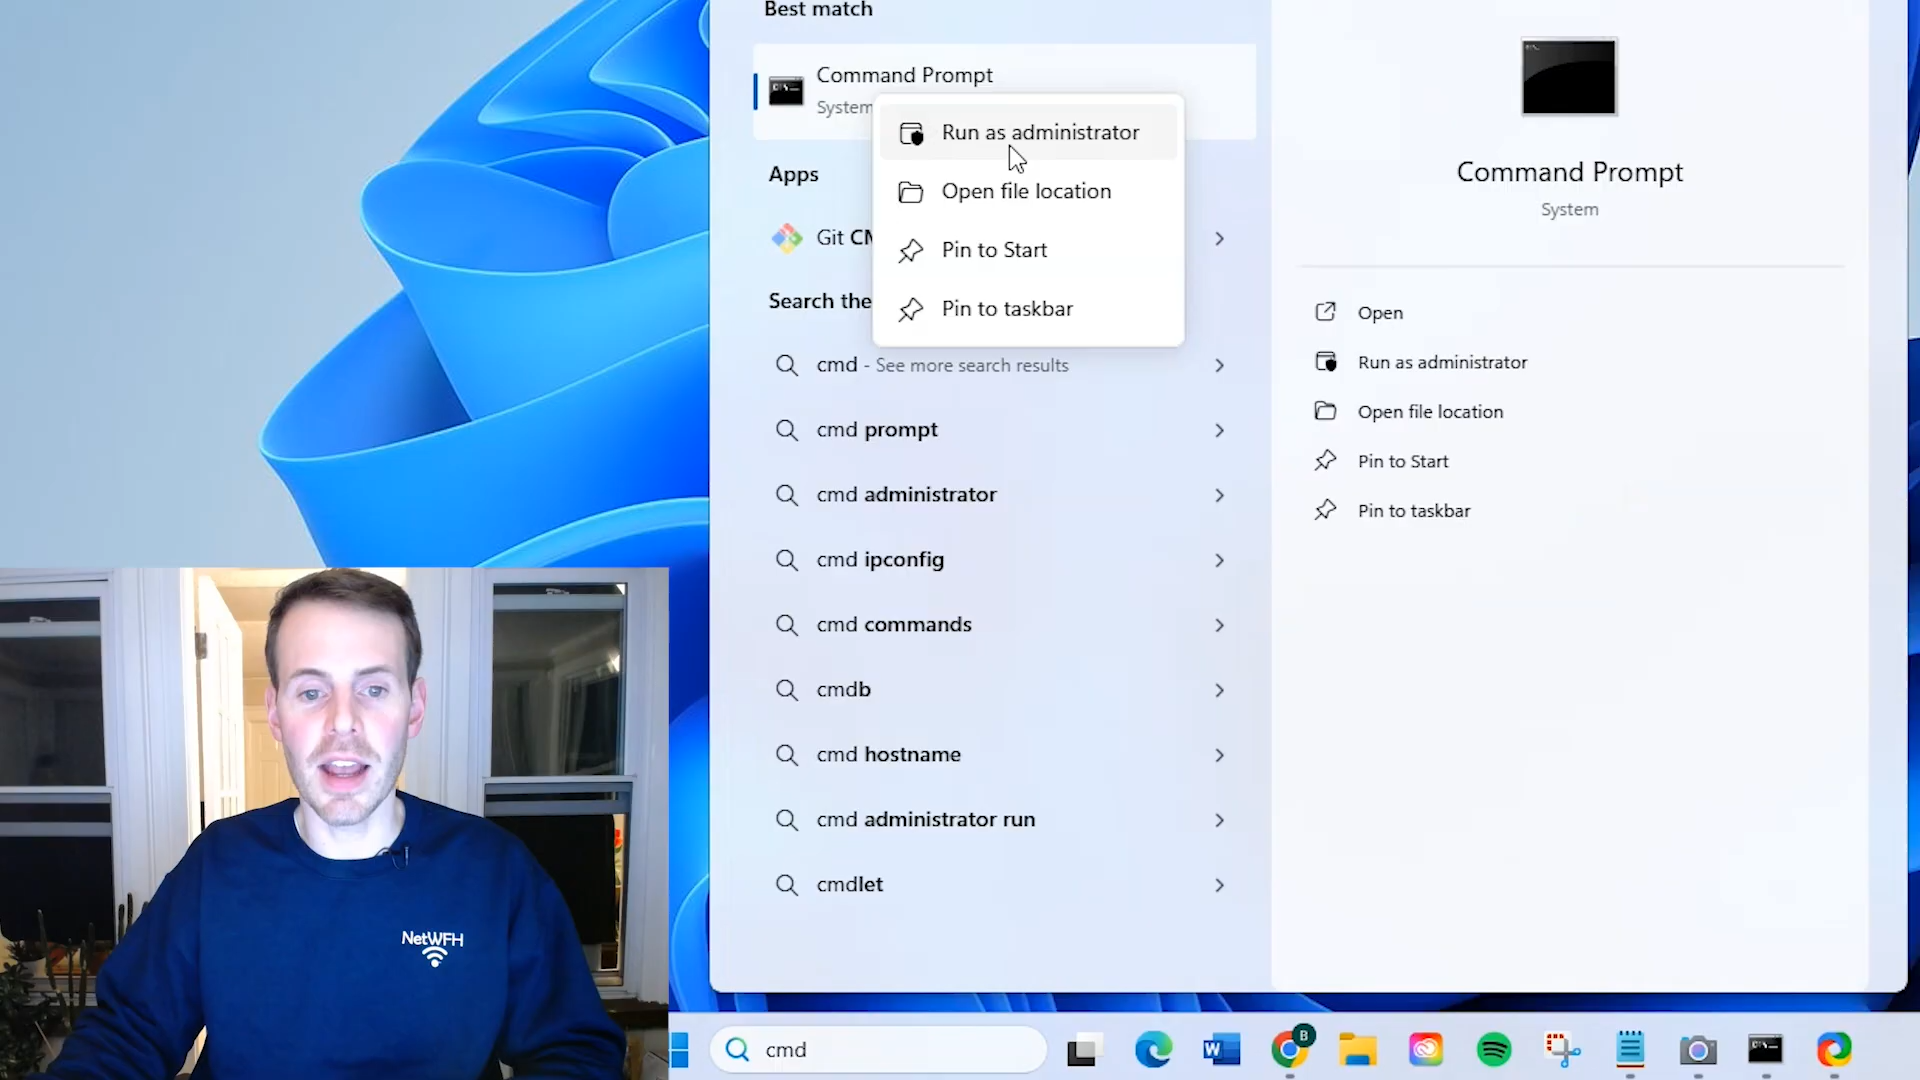 Best match
Command Prompt
System
Run as administrator
Open file location
Pin to Start
Pin to taskbar
Apps
Git CM
Search the
cmd - See more search results
cmd prompt
cmd administrator
cmd ipconfig
cmd commands
cmdb
cmd hostname
cmd administrator run
cmdlet
Command Prompt
System
Open
Run as administrator
Open file location
Pin to Start
Pin to taskbar
NetWFH
cmd
B